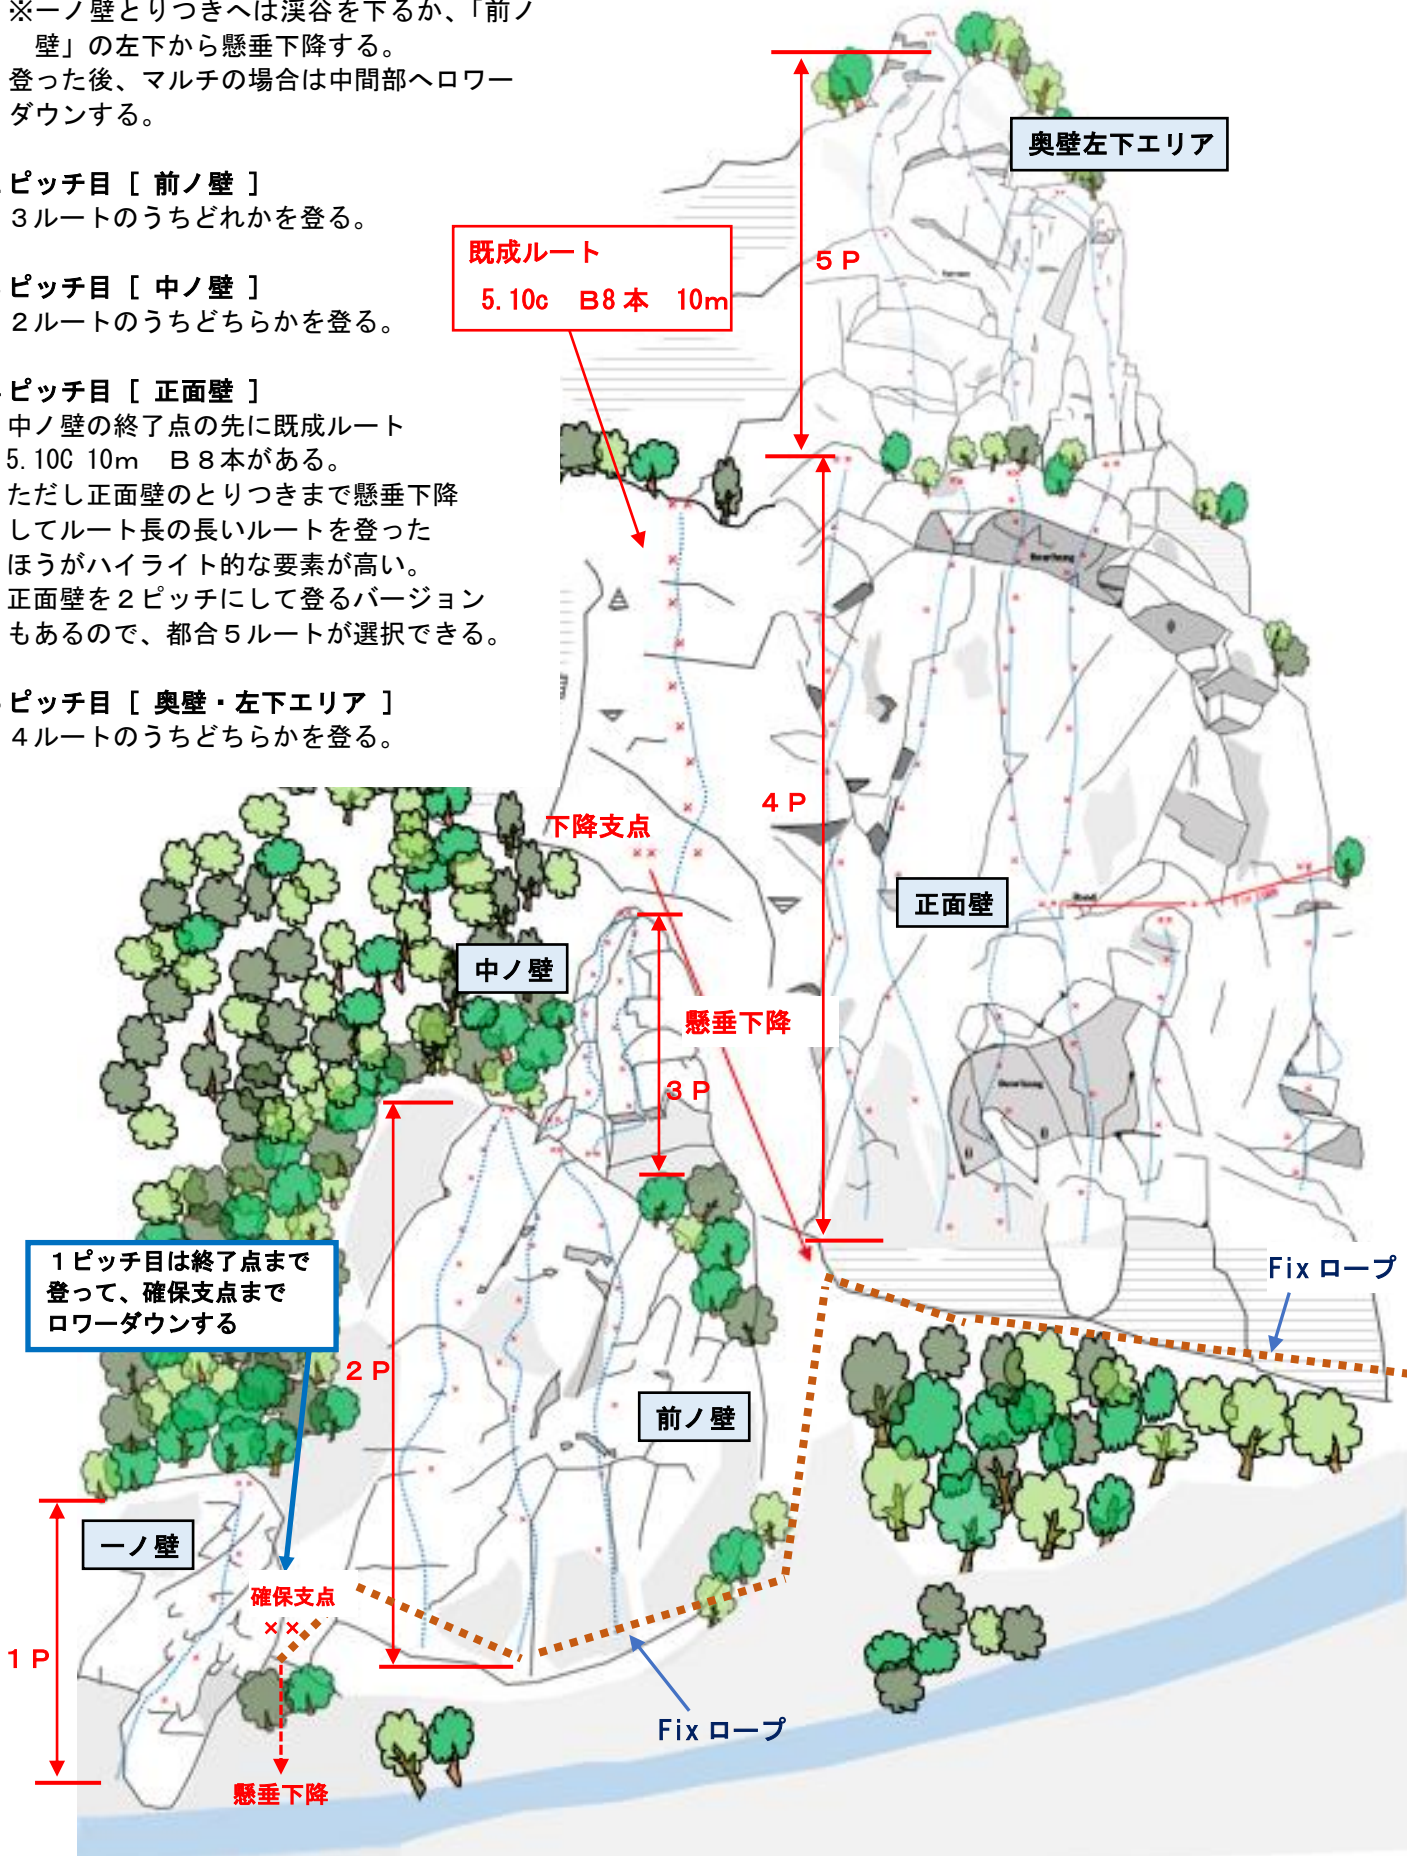 ※一ノ壁とりつきへは渓谷を下るか、「前ノ
壁」の左下から懸垂下降する。
登った後、マルチの場合は中間部へロワー
ダウンする。
ピッチ目［ 前ノ壁 ］
３ルートのうちどれかを登る。
ピッチ目［ 中ノ壁 ］
２ルートのうちどちらかを登る。
ピッチ目［ 正面壁 ］
中ノ壁の終了点の先に既成ルート
5.10C 10ｍ　Ｂ８本がある。
ただし正面壁のとりつきまで懸垂下降
してルート長の長いルートを登った
ほうがハイライト的な要素が高い。
正面壁を２ピッチにして登るバージョン
もあるので、都合５ルートが選択できる。
ピッチ目［ 奥壁・左下エリア ］
４ルートのうちどちらかを登る。
奥壁左下エリア
既成ルート
5.10c　B8本　10m
５Ｐ
下降支点
４Ｐ
正面壁
中ノ壁
懸垂下降
３Ｐ
１ピッチ目は終了点まで
登って、確保支点まで
ロワーダウンする
Fix ロープ
２Ｐ
前ノ壁
一ノ壁
確保支点
１Ｐ
Fix ロープ
懸垂下降